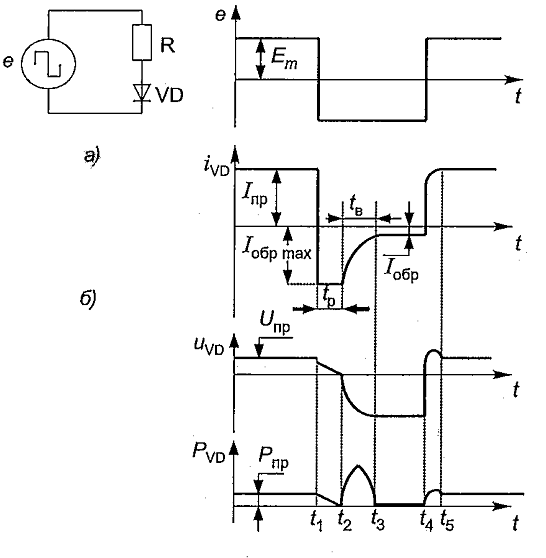 e
R
VD
e
а)
E_m
t
i_VD
I_пр
t_в
t
I_обр max
I_обр
t_р
б)
U_пр
u_VD
t
P_VD
P_пр
t_1 t_2 t_3 t_4 t_5 t